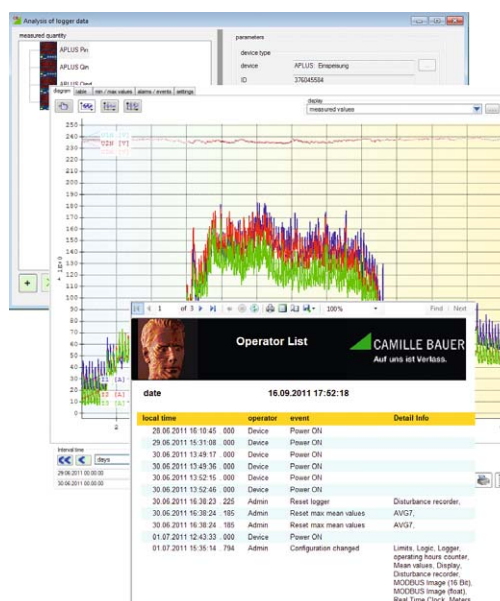 Analysis of logger data
measured quantity
APLUS Pin
APLUS Qin
parameters
device type
device APLUS: Einspeisung ...
ID 376045584
diagram table min / max values alarms / events settings
display
measured values
U1N [V]
U2N [V]
250
240
230
220
210
200
190
180
170
160
150
140
130
120
110
100
90
80
70
60
50
40
30
20
10
0
* 1E+0
I1 [A]
I2 [A]
I3 [A]
Interval time
days
29.06.2011 00:00:00
30.06.2011 00:00:00
1 of 3 100% Find Next
Operator List
CAMILLE BAUER
Auf uns ist Verlass.
date 16.09.2011 17:52:18
local time operator event Detail Info
28.06.2011 16:10:45 . 000 Device Power ON
29.06.2011 15:31:08 . 000 Device Power ON
30.06.2011 13:49:17 . 000 Device Power ON
30.06.2011 13:49:36 . 000 Device Power ON
30.06.2011 13:52:15 . 000 Device Power ON
30.06.2011 13:52:46 . 000 Device Power ON
30.06.2011 16:38:23 . 225 Admin Reset logger Disturbance recorder,
30.06.2011 16:38:24 . 185 Admin Reset max mean values AVG7,
30.06.2011 16:38:24 . 185 Admin Reset max mean values AVG7,
01.07.2011 12:43:33 . 000 Device Power ON
01.07.2011 15:35:14 . 794 Admin Configuration changed Limits, Logic, Logger,
operating hours counter,
Mean values, Display,
Disturbance recorder,
MODBUS Image (16 Bit),
MODBUS Image (float),
Real Time Clock, Meters